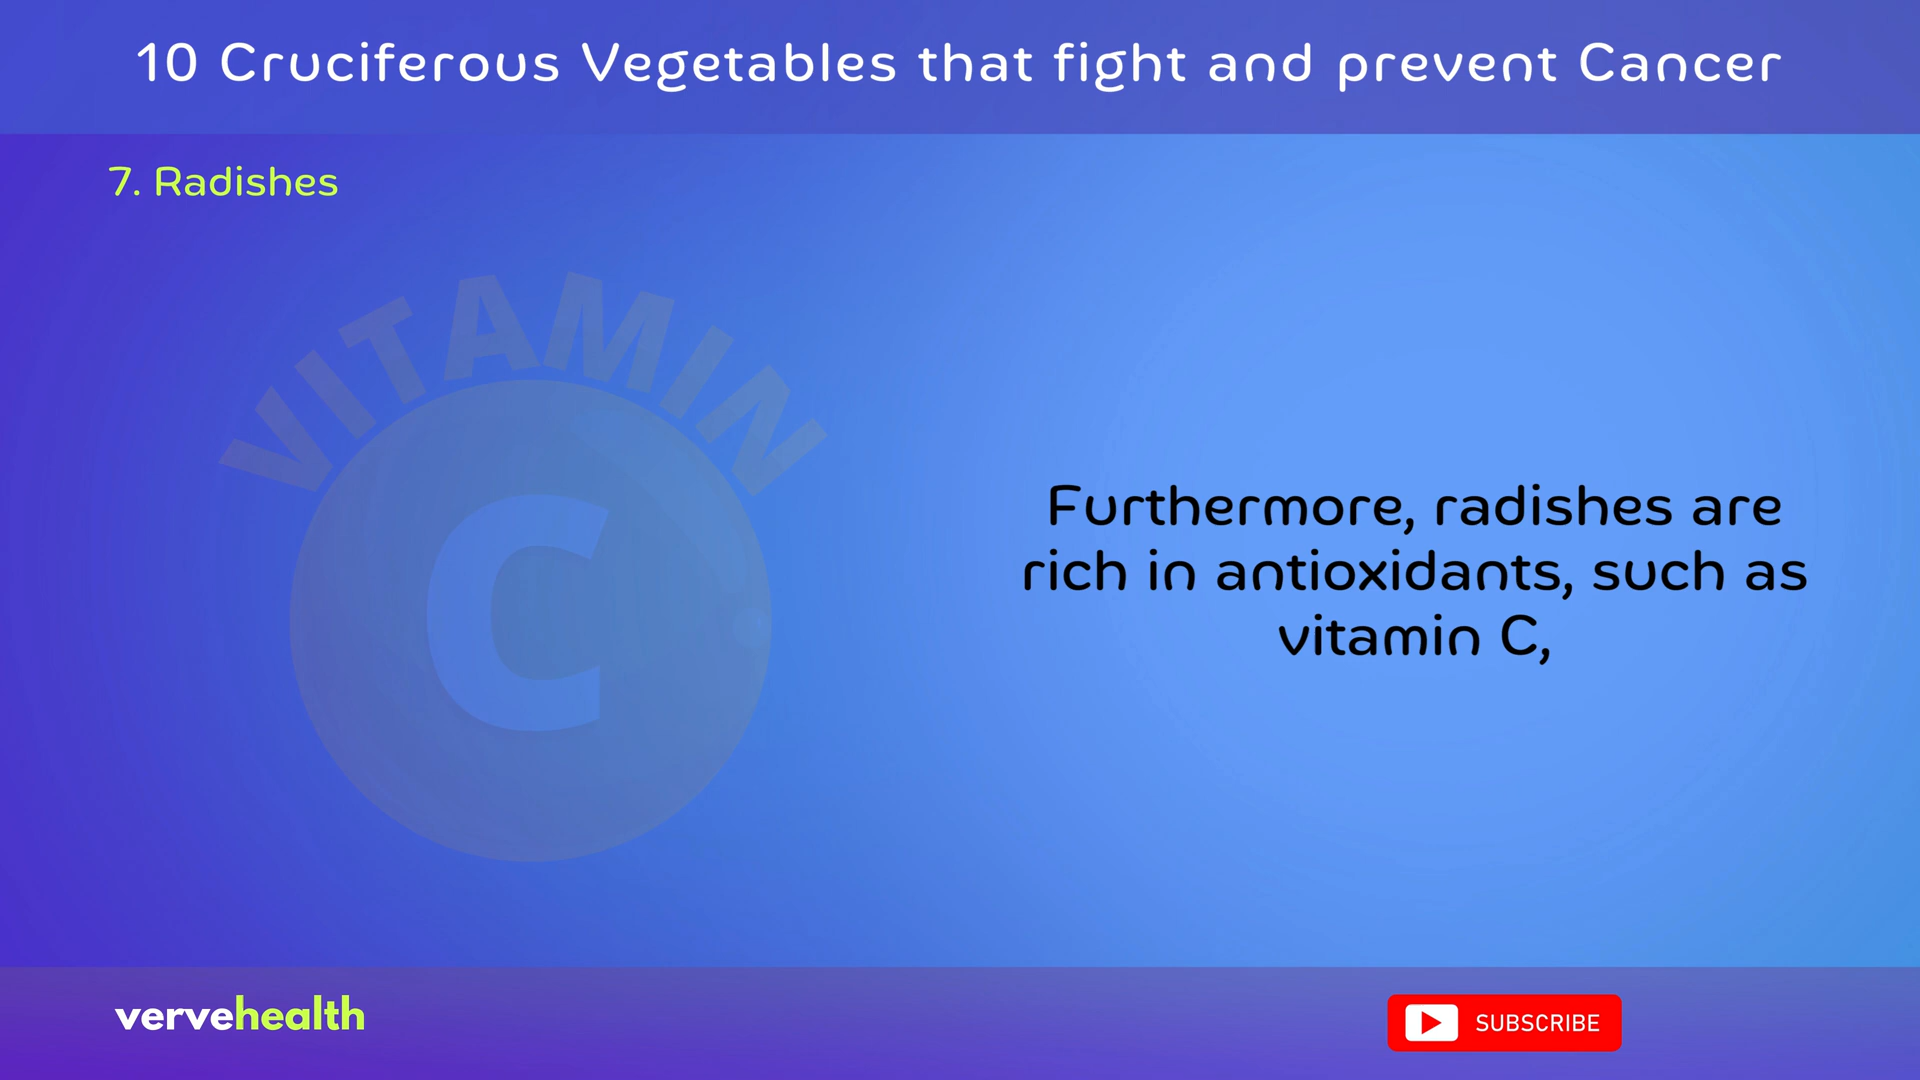 10 Cruciferous Vegetables that fight and prevent Cancer
7. Radishes
VITAMIN
C
Furthermore, radishes are
rich in antioxidants, such as
vitamin C,
vervehealth
SUBSCRIBE